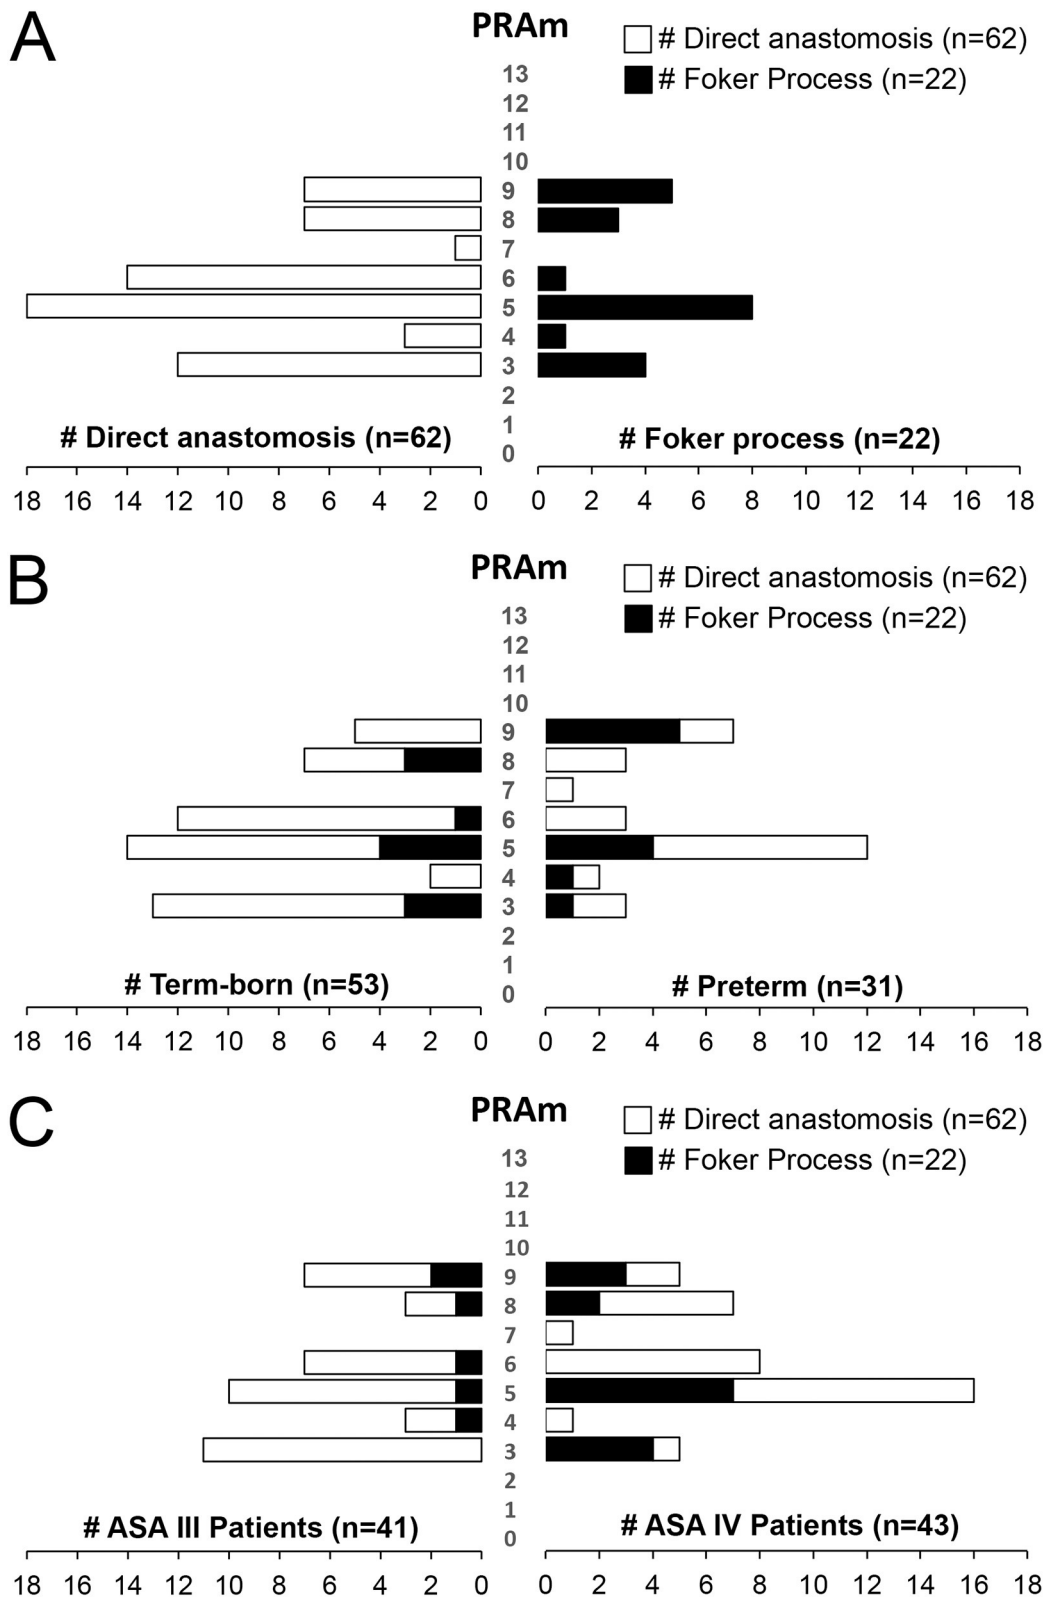 A
PRAm
# Direct anastomosis (n=62)
# Foker Process (n=22)
13
12
11
10
9
8
7
6
5
4
3
2
1
0
# Direct anastomosis (n=62)
# Foker process (n=22)
18 16 14 12 10 8 6 4 2 0
0 2 4 6 8 10 12 14 16 18
B
PRAm
# Direct anastomosis (n=62)
# Foker Process (n=22)
13
12
11
10
9
8
7
6
5
4
3
2
1
0
# Term-born (n=53)
# Preterm (n=31)
18 16 14 12 10 8 6 4 2 0
0 2 4 6 8 10 12 14 16 18
C
PRAm
# Direct anastomosis (n=62)
# Foker Process (n=22)
13
12
11
10
9
8
7
6
5
4
3
2
1
0
# ASA III Patients (n=41)
# ASA IV Patients (n=43)
18 16 14 12 10 8 6 4 2 0
0 2 4 6 8 10 12 14 16 18